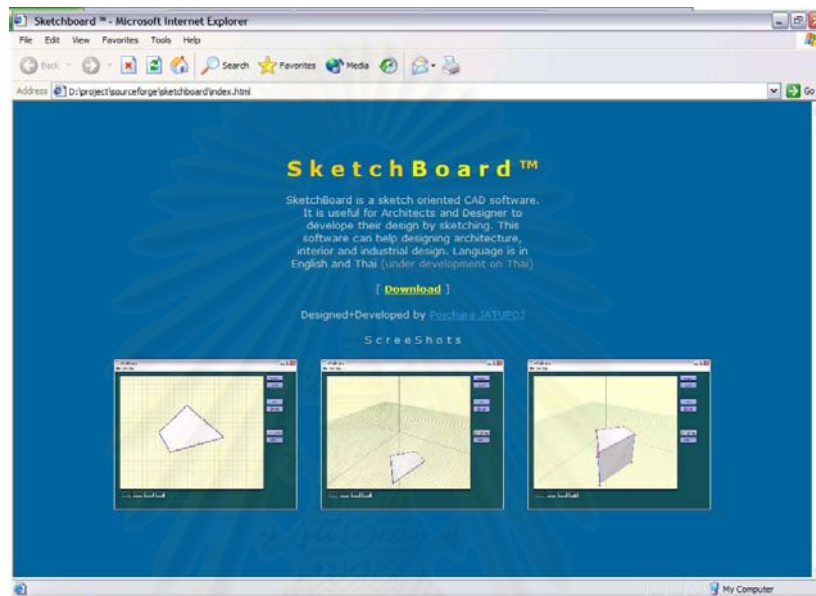 Sketchboard ™ - Microsoft Internet Explorer
File Edit View Favorites Tools Help
Back Search Favorites Media
Address D:\project\sourceforge\sketchboard\index.html Go
SketchBoard™
SketchBoard is a sketch oriented CAD software.
It is useful for Architects and Designer to
develope their design by sketching. This
software can help designing architecture,
interior and industrial design. Language is in
English and Thai (under development on Thai)
[ Download ]
Designed+Developed by Pojchara JATUPOJ
ScreeShots
My Computer